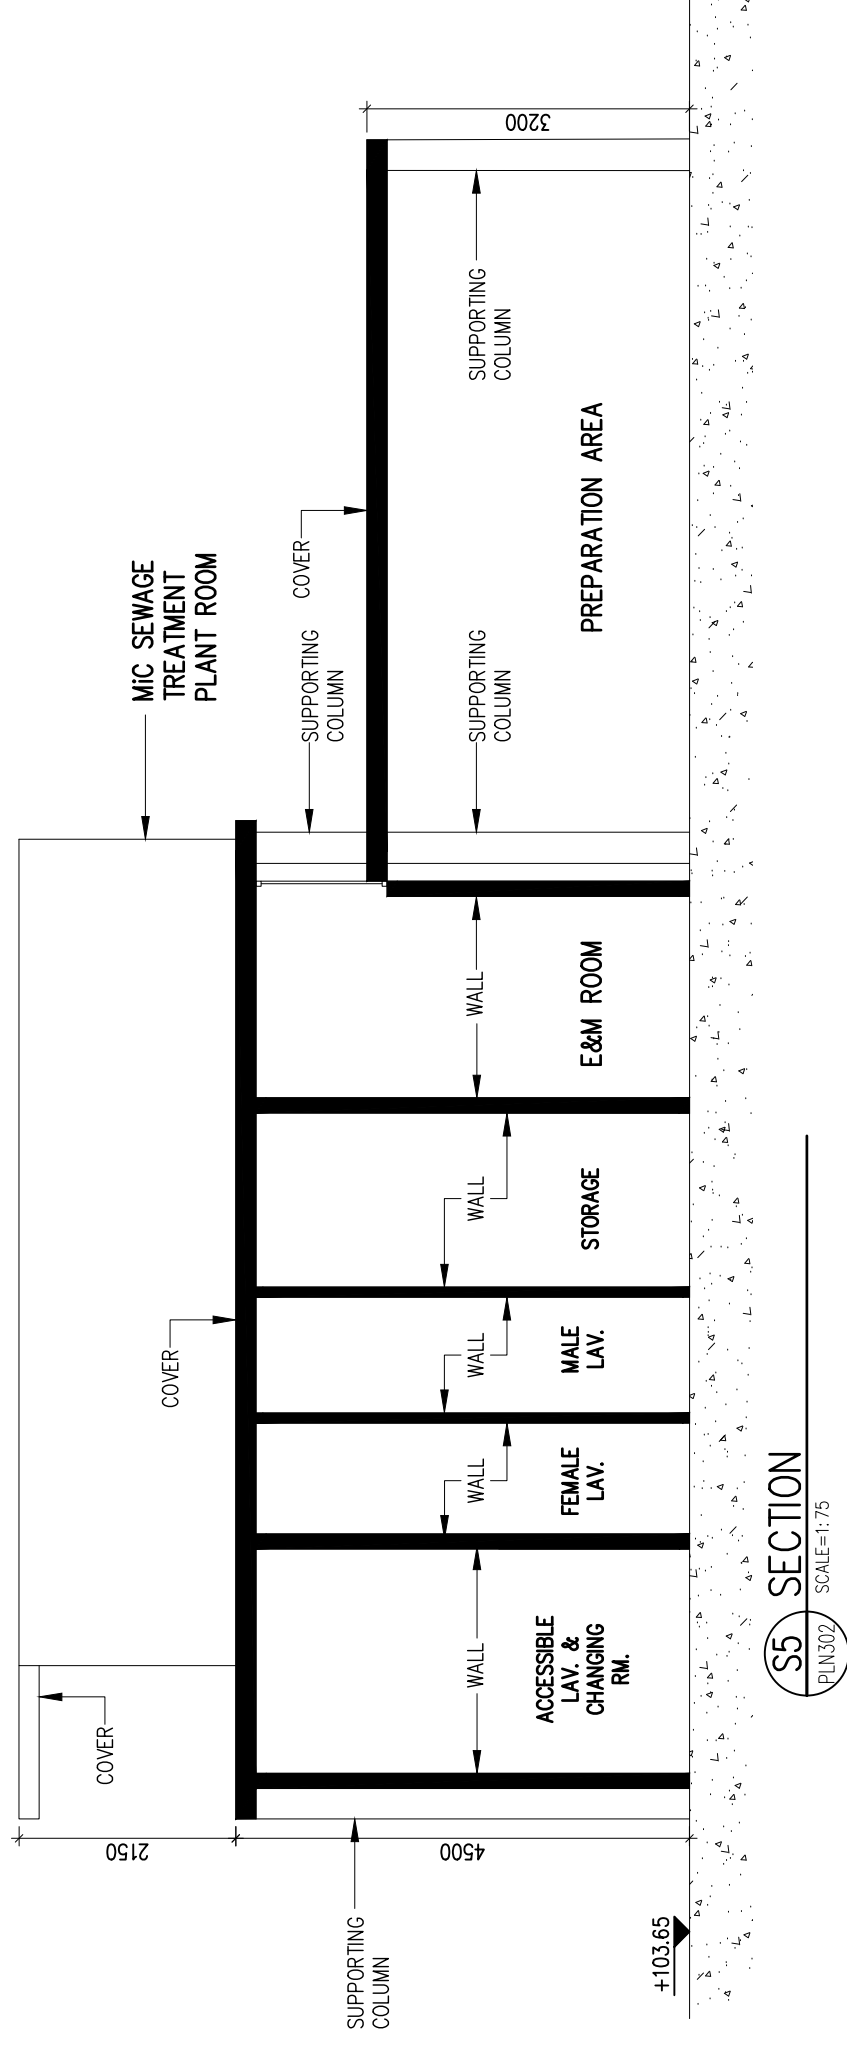 MiC SEWAGE
TREATMENT
PLANT ROOM
COVER
COVER
2150
COVER
SUPPORTING
COLUMN
3200
SUPPORTING
COLUMN
4500
WALL
WALL
WALL
WALL
WALL
SUPPORTING
COLUMN
SUPPORTING
COLUMN
ACCESSIBLE
LAV. &
CHANGING
RM.
FEMALE
LAV.
MALE
LAV.
STORAGE
E&M ROOM
PREPARATION AREA
+103.65
S5 SECTION
PLN302 SCALE=1:75